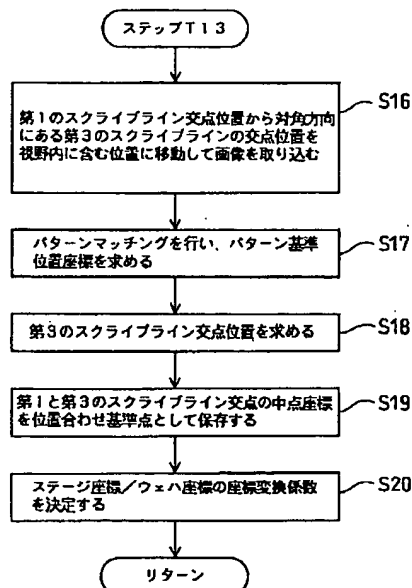 ステップT13
第1のスクライブライン交点位置から対角方向
にある第3のスクライブラインの交点位置を
視野内に含む位置に移動して画像を取り込む
S16
パターンマッチングを行い、パターン基準
位置座標を求める
S17
第3のスクライブライン交点位置を求める
S18
第1と第3のスクライブライン交点の中点座標
を位置合わせ基準点として保存する
S19
ステージ座標/ウェハ座標の座標変換係数
を決定する
S20
リターン